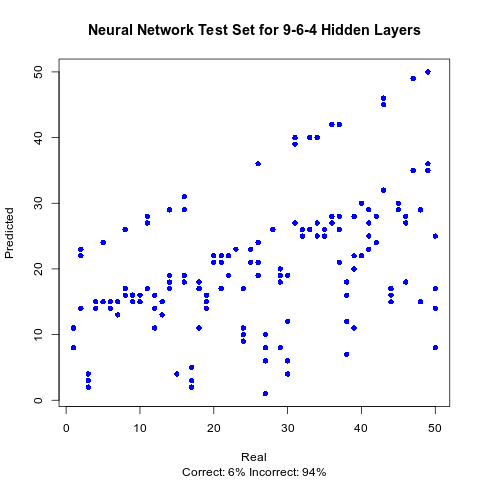 Neural Network Test Set for 9-6-4 Hidden Layers
Predicted
50
40
30
20
10
0
0 10 20 30 40 50
Real
Correct: 6% Incorrect: 94%